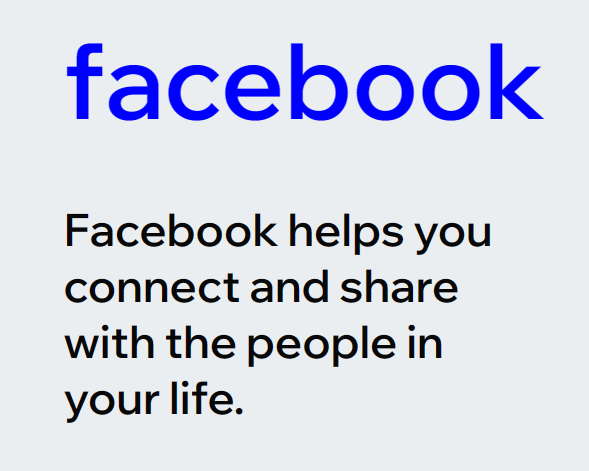 facebook
Facebook helps you
connect and share
with the people in
your life.